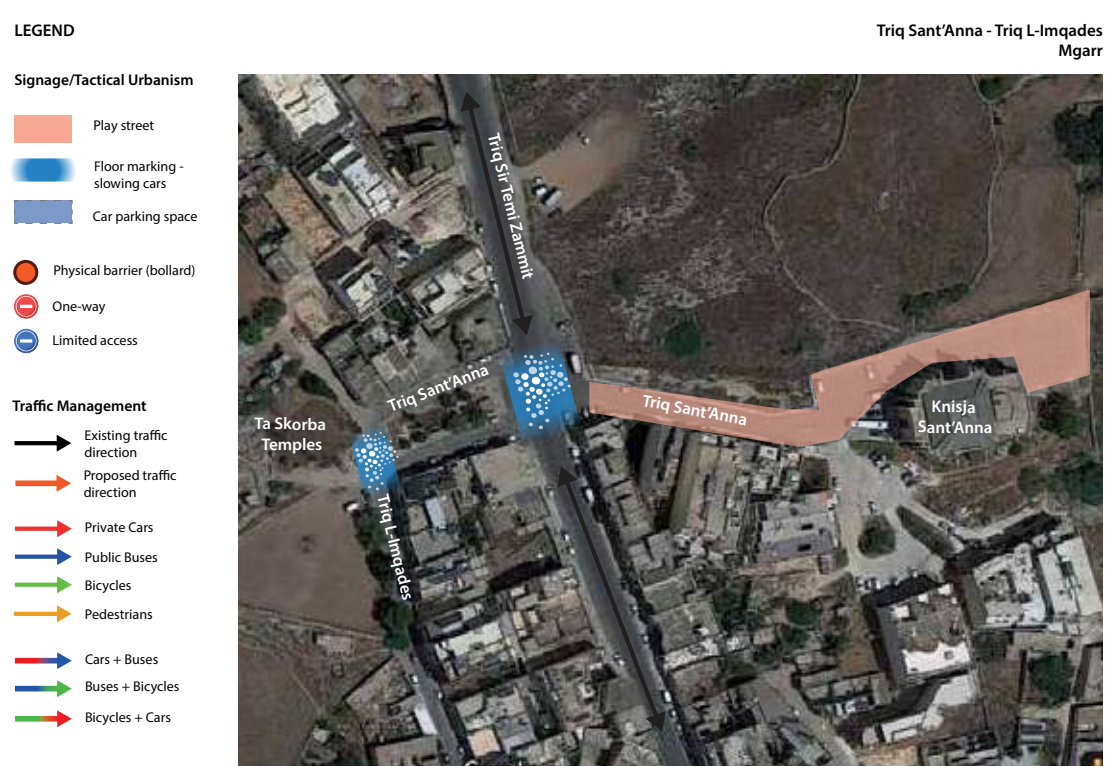 LEGEND
Triq Sant'Anna - Triq L-Imqades
Mgarr
Signage/Tactical Urbanism
Play street
Floor marking -
slowing cars
Car parking space
Physical barrier (bollard)
One-way
Limited access
Traffic Management
Existing traffic
direction
Proposed traffic
direction
Private Cars
Public Buses
Bicycles
Pedestrians
Cars + Buses
Buses + Bicycles
Bicycles + Cars
Triq Sir Temi Zammit
Triq Sant'Anna
Ta Skorba
Temples
Triq L-Imqades
Triq Sant'Anna
Knisja
Sant'Anna